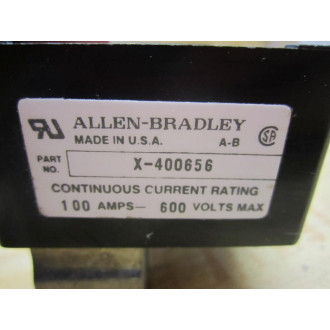 ALLEN-BRADLEY
MADE IN U.S.A. A-B
PART NO. X-400656
CONTINUOUS CURRENT RATING
100 AMPS— 600 VOLTS MAX